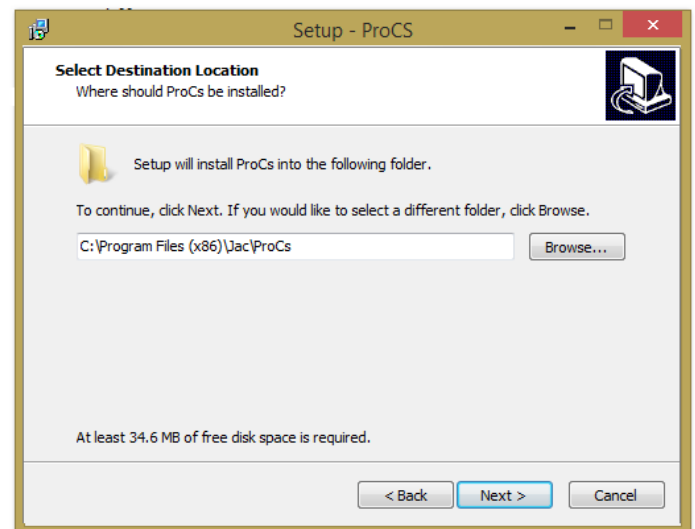 Setup - ProCS
Select Destination Location
Where should ProCs be installed?
Setup will install ProCs into the following folder.
To continue, click Next. If you would like to select a different folder, click Browse.
C:\Program Files (x86)\Jac\ProCs
Browse...
At least 34.6 MB of free disk space is required.
< Back
Next >
Cancel